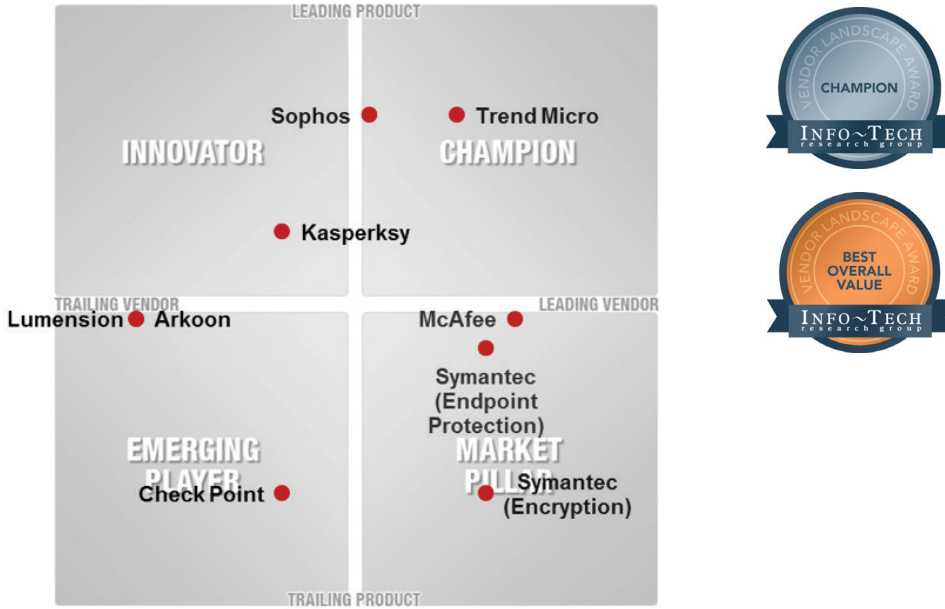 LEADING PRODUCT
Sophos
Trend Micro
INNOVATOR
CHAMPION
Kasperksy
TRAILING VENDOR
LEADING VENDOR
Lumension
Arkoon
McAfee
Symantec
(Endpoint
Protection)
EMERGING
PLAYER
MARKET
PILLAR
Check Point
Symantec
(Encryption)
TRAILING PRODUCT
VENDOR LANDSCAPE AWARD
CHAMPION
INFO~TECH
research group
VENDOR LANDSCAPE AWARD
BEST
OVERALL
VALUE
INFO~TECH
research group